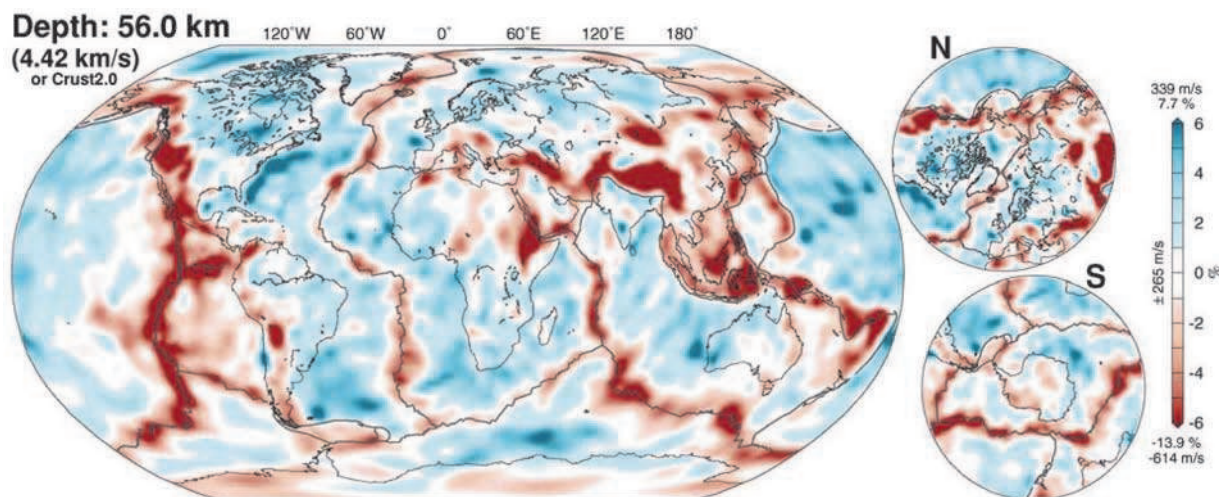 Depth: 56.0 km
(4.42 km/s)
or Crust2.0
120°W 60°W 0° 60°E 120°E 180°
N
S
339 m/s
7.7 %
6
4
2
0
-2
-4
-6
±265 m/s
%
-13.9 %
-614 m/s